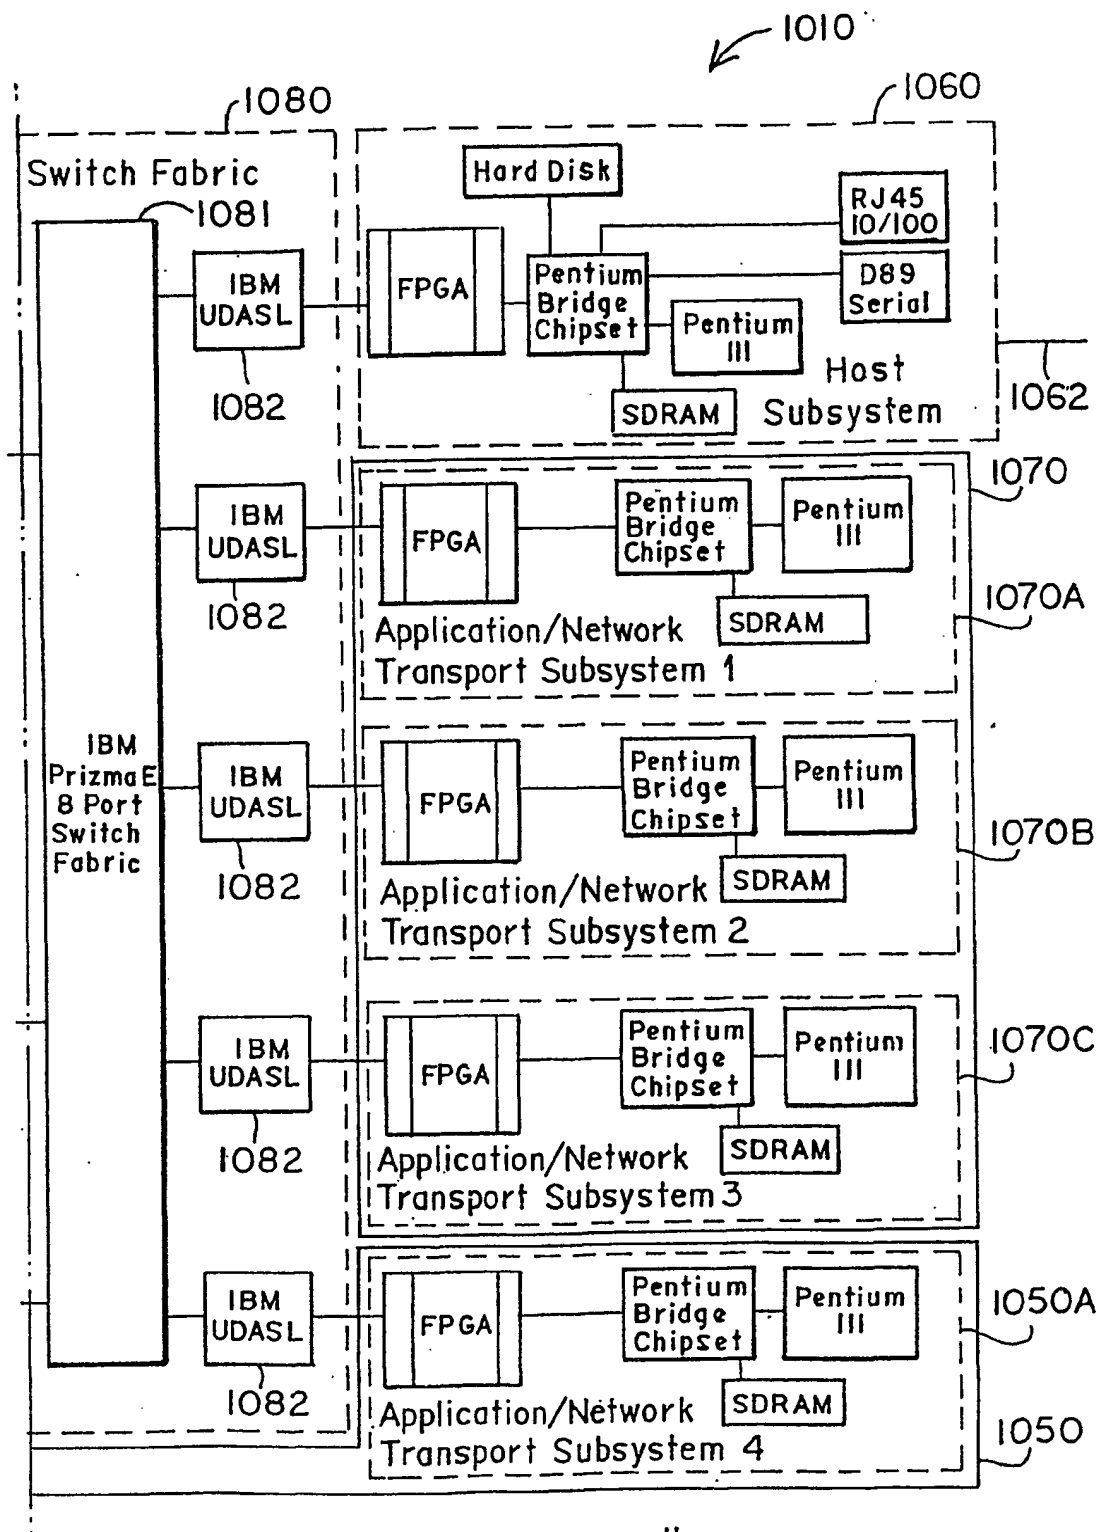 1010
1080
1060
Switch Fabric
1081
Hard Disk
RJ45
10/100
IBM
UDASL
FPGA
Pentium
Bridge
Chipset
D89
Serial
Pentium
III
1082
SDRAM
Host
Subsystem
1062
1070
IBM
UDASL
FPGA
Pentium
Bridge
Chipset
Pentium
III
1070A
1082
SDRAM
Application/Network
Transport Subsystem 1
IBM
PrizmaE
8 Port
Switch
Fabric
IBM
UDASL
FPGA
Pentium
Bridge
Chipset
Pentium
III
1070B
1082
SDRAM
Application/Network
Transport Subsystem 2
IBM
UDASL
FPGA
Pentium
Bridge
Chipset
Pentium
III
1070C
1082
SDRAM
Application/Network
Transport Subsystem 3
IBM
UDASL
FPGA
Pentium
Bridge
Chipset
Pentium
III
1050A
1082
SDRAM
Application/Network
Transport Subsystem 4
1050